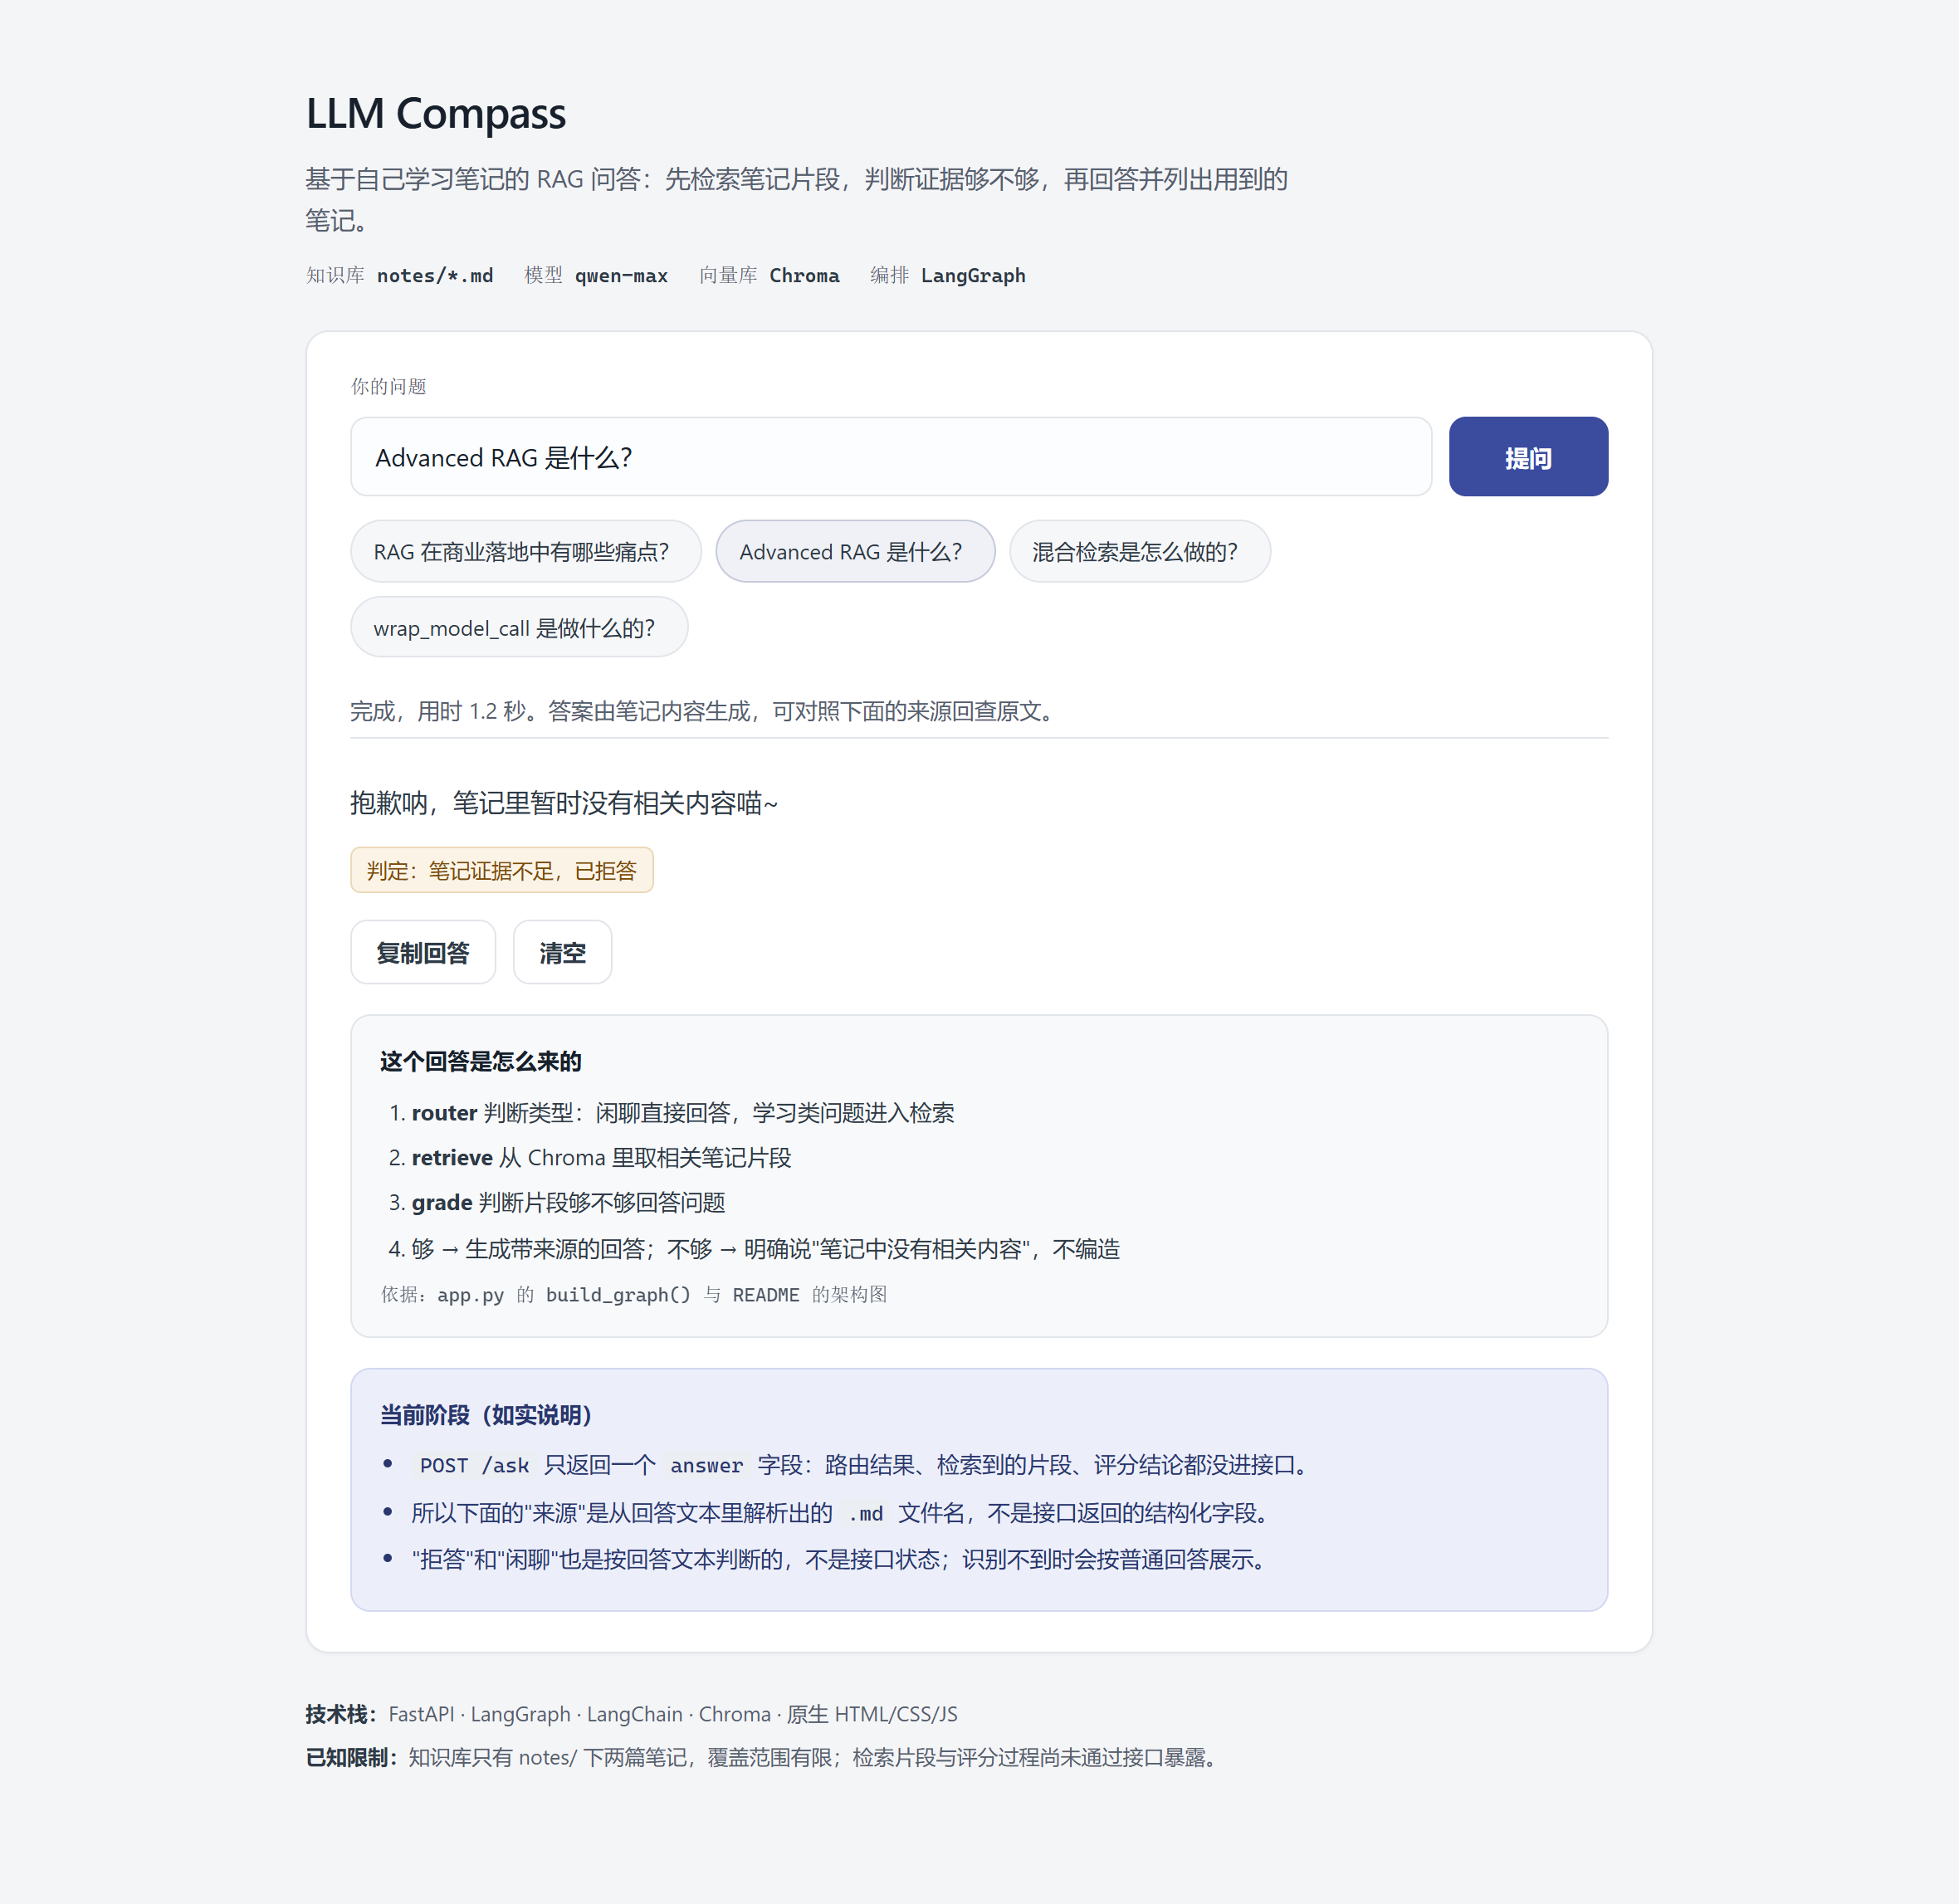 LLM Compass
基于自己学习笔记的 RAG 问答：先检索笔记片段，判断证据够不够，再回答并列出用到的
笔记。
知识库 notes/*.md 模型 qwen-max 向量库 Chroma 编排 LangGraph
你的问题
Advanced RAG 是什么？
提问
RAG 在商业落地中有哪些痛点？
Advanced RAG 是什么？
混合检索是怎么做的？
wrap_model_call 是做什么的？
完成，用时 1.2 秒。答案由笔记内容生成，可对照下面的来源回查原文。
抱歉呐，笔记里暂时没有相关内容喵~
判定：笔记证据不足，已拒答
复制回答
清空
这个回答是怎么来的
1. router 判断类型：闲聊直接回答，学习类问题进入检索
2. retrieve 从 Chroma 里取相关笔记片段
3. grade 判断片段够不够回答问题
4. 够 → 生成带来源的回答；不够 → 明确说"笔记中没有相关内容"，不编造
依据：app.py 的 build_graph() 与 README 的架构图
当前阶段（如实说明）
• POST /ask 只返回一个 answer 字段：路由结果、检索到的片段、评分结论都没进接口。
• 所以下面的"来源"是从回答文本里解析出的 .md 文件名，不是接口返回的结构化字段。
• "拒答"和"闲聊"也是按回答文本判断的，不是接口状态；识别不到时会按普通回答展示。
技术栈：FastAPI · LangGraph · LangChain · Chroma · 原生 HTML/CSS/JS
已知限制：知识库只有 notes/ 下两篇笔记，覆盖范围有限；检索片段与评分过程尚未通过接口暴露。